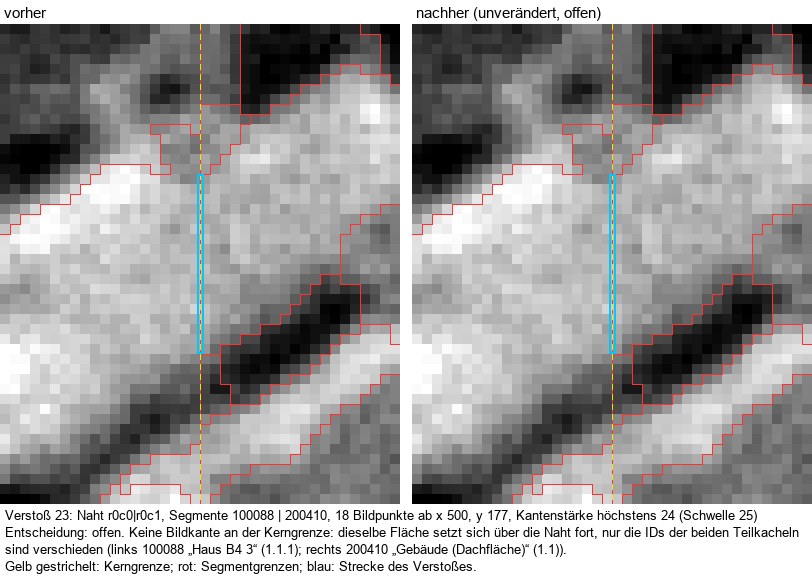 vorher
nachher (unverändert, offen)
Verstoß 23: Naht r0c0|r0c1, Segmente 100088 | 200410, 18 Bildpunkte ab x 500, y 177, Kantenstärke höchstens 24 (Schwelle 25)
Entscheidung: offen. Keine Bildkante an der Kerngrenze: dieselbe Fläche setzt sich über die Naht fort, nur die IDs der beiden Teilkacheln
sind verschieden (links 100088 „Haus B4 3“ (1.1.1); rechts 200410 „Gebäude (Dachfläche)“ (1.1)).
Gelb gestrichelt: Kerngrenze; rot: Segmentgrenzen; blau: Strecke des Verstoßes.